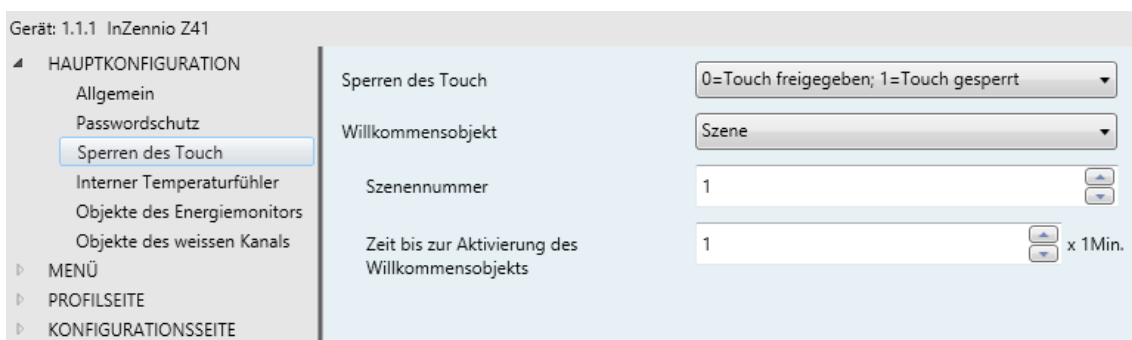 Gerät: 1.1.1 InZennio Z41
HAUPTKONFIGURATION
Allgemein
Passwordschutz
Sperren des Touch
Interner Temperaturfühler
Objekte des Energiemonitors
Objekte des weissen Kanals
MENÜ
PROFILSEITE
KONFIGURATIONSSEITE
Sperren des Touch
0=Touch freigegeben; 1=Touch gesperrt
Willkommensobjekt
Szene
Szenennummer
1
Zeit bis zur Aktivierung des
Willkommensobjekts
1
x 1Min.